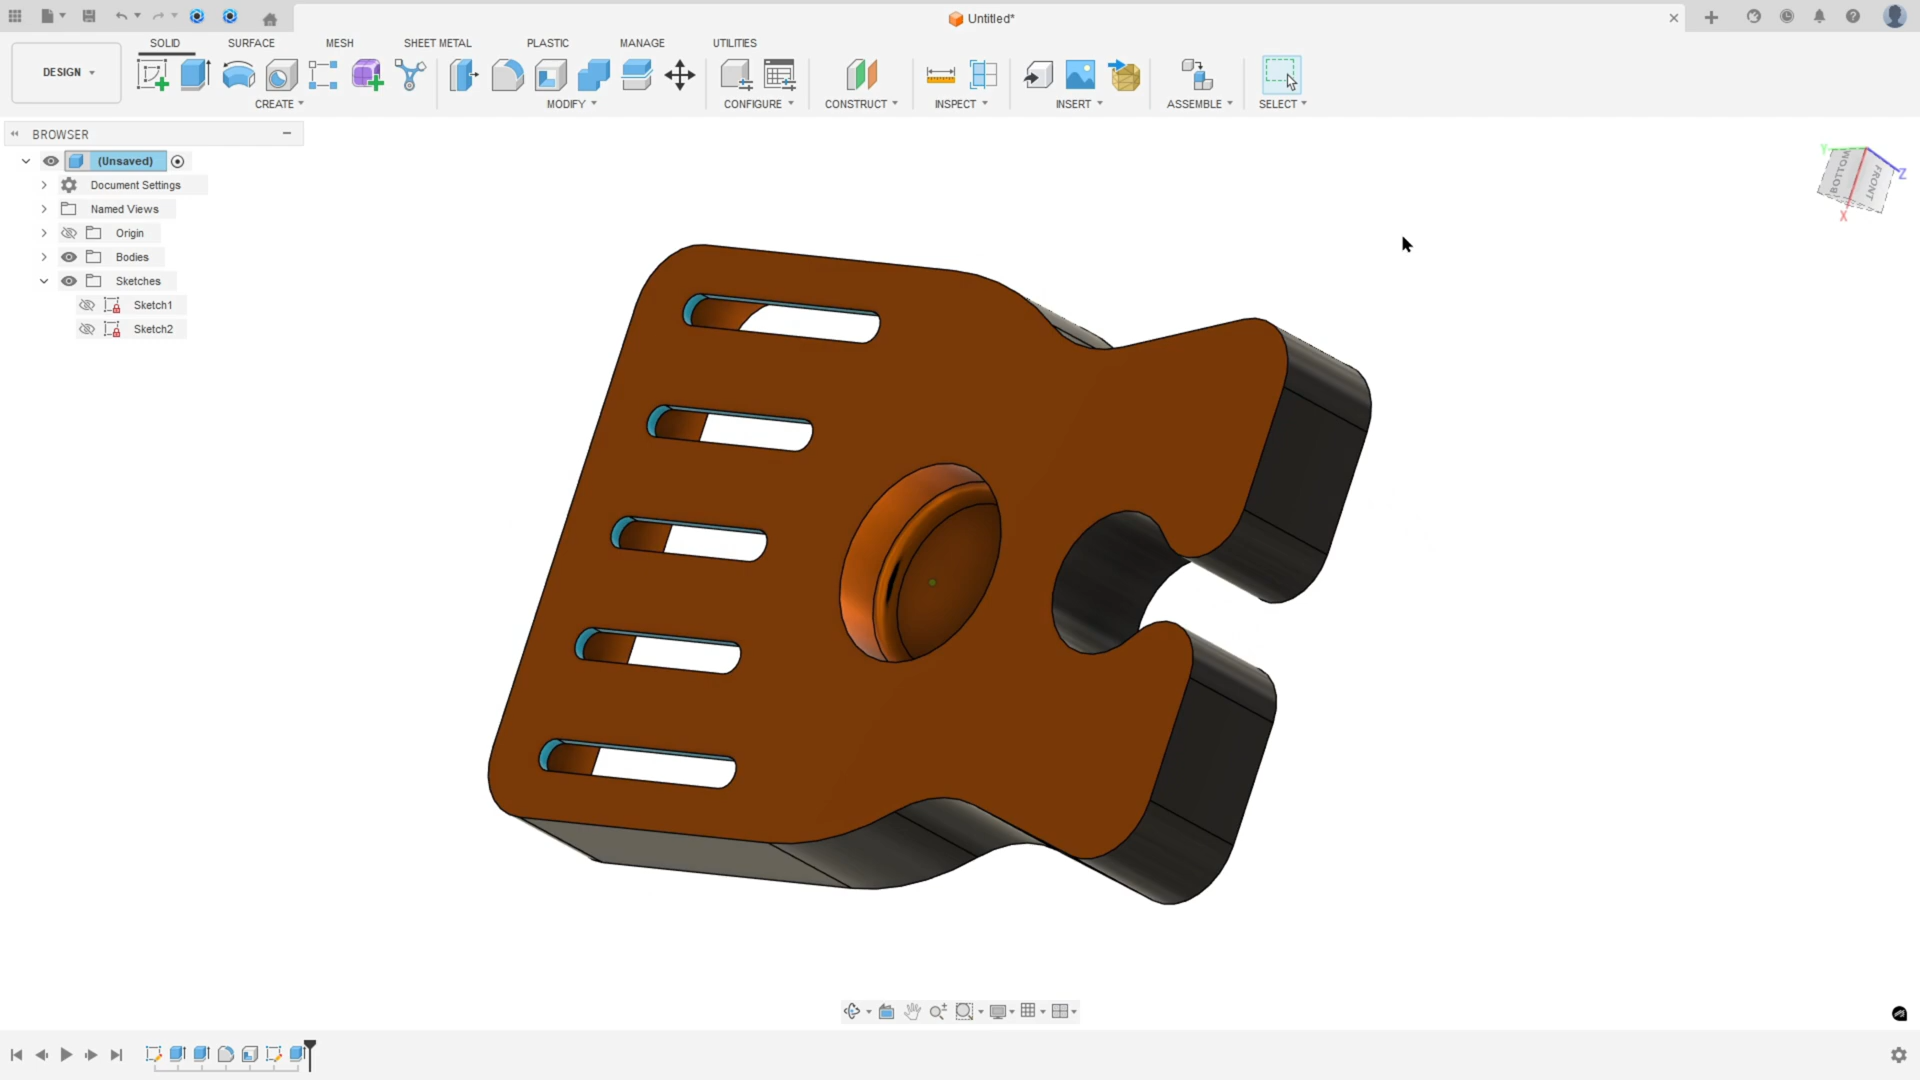 Untitled*
DESIGN
SOLID
SURFACE
MESH
SHEET METAL
PLASTIC
MANAGE
UTILITIES
CREATE
MODIFY
CONFIGURE
CONSTRUCT
INSPECT
INSERT
ASSEMBLE
SELECT
BROWSER
(Unsaved)
Document Settings
Named Views
Origin
Bodies
Sketches
Sketch1
Sketch2
Y
BOTTOM
FRONT
Z
X